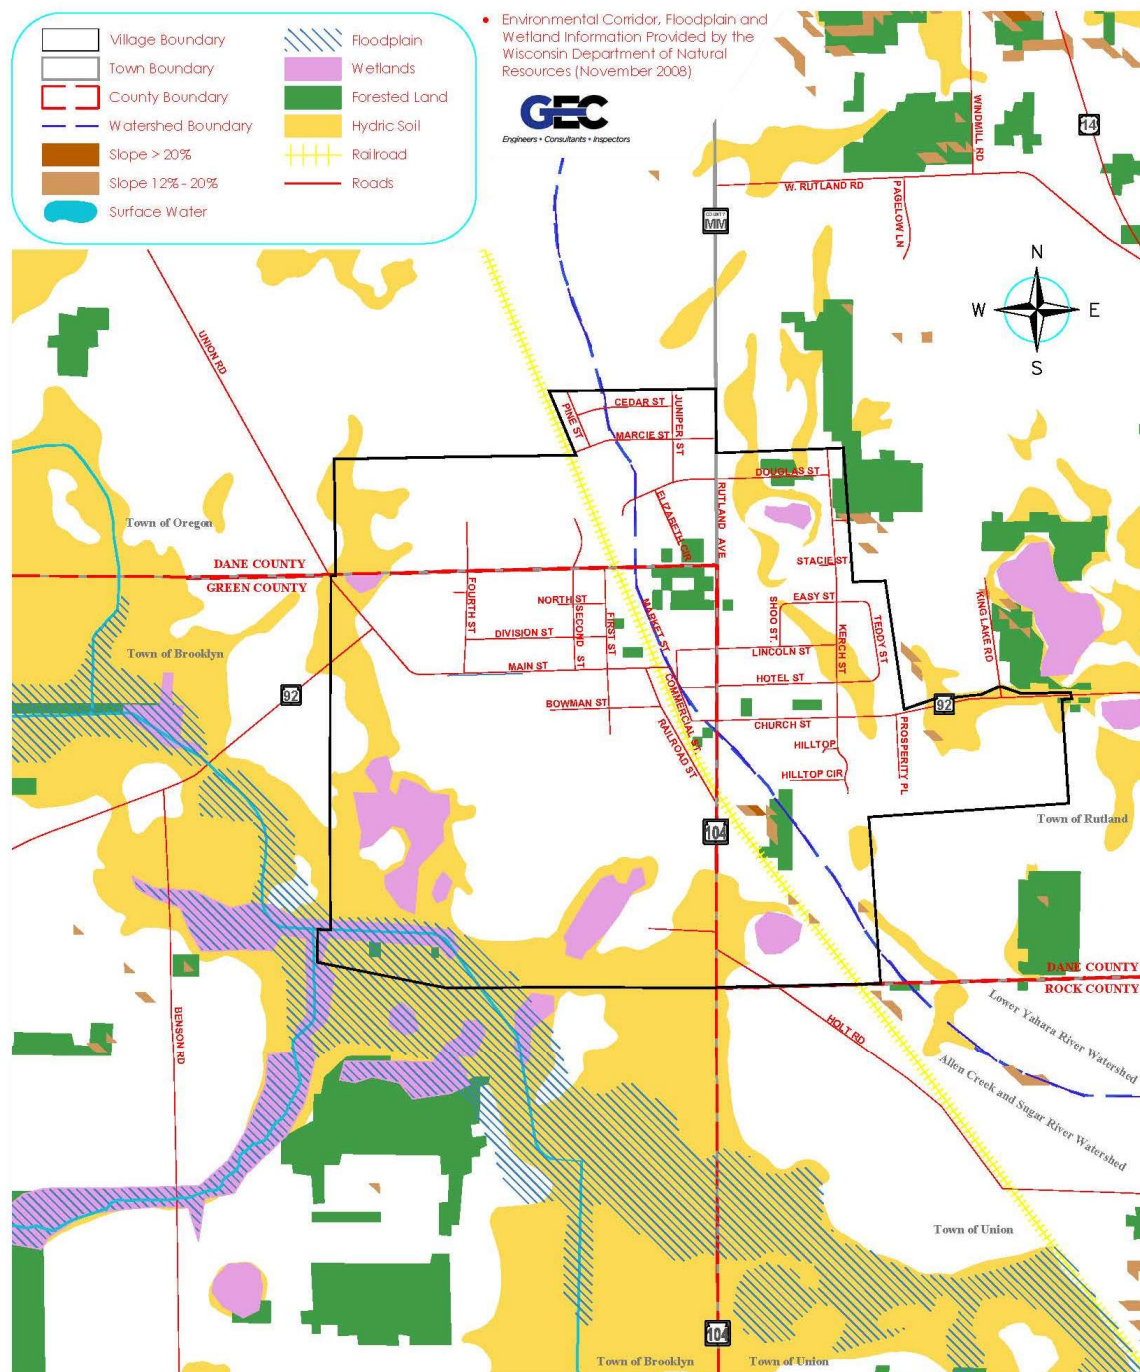 Village Boundary
Town Boundary
County Boundary
Watershed Boundary
Slope > 20%
Slope 12% - 20%
Surface Water
Floodplain
Wetlands
Forested Land
Hydric Soil
Railroad
Roads
• Environmental Corridor, Floodplain and
Wetland Information Provided by the
Wisconsin Department of Natural
Resources (November 2008)
GEC
Engineers • Consultants • Inspectors
14
WINDMILL RD
W. RUTLAND RD
PAGELOW LN
COUNTY
MM
N
W E
S
UNION RD
PINE ST
CEDAR ST
JUNIPER ST
MARCIE ST
DOUGLAS ST
ELIZABETH CIR
RUTLAND AVE
Town of Oregon
DANE COUNTY
GREEN COUNTY
STACIE ST
FOURTH ST
NORTH ST
SECOND ST
FIRST ST
MARKET ST
SHOO ST.
EASY ST
KERCH ST
TEDDY ST
KING LAKE RD
DIVISION ST
LINCOLN ST
Town of Brooklyn
MAIN ST
HOTEL ST
92
BOWMAN ST
COMMERCIAL ST.
RAILROAD ST
CHURCH ST
92
HILLTOP
HILLTOP CIR
PROSPERITY PL
104
Town of Rutland
DANE COUNTY
ROCK COUNTY
BENSON RD
HOLT RD
Lower Yahara River Watershed
Allen Creek and Sugar River Watershed
Town of Union
104
Town of Brooklyn
Town of Union